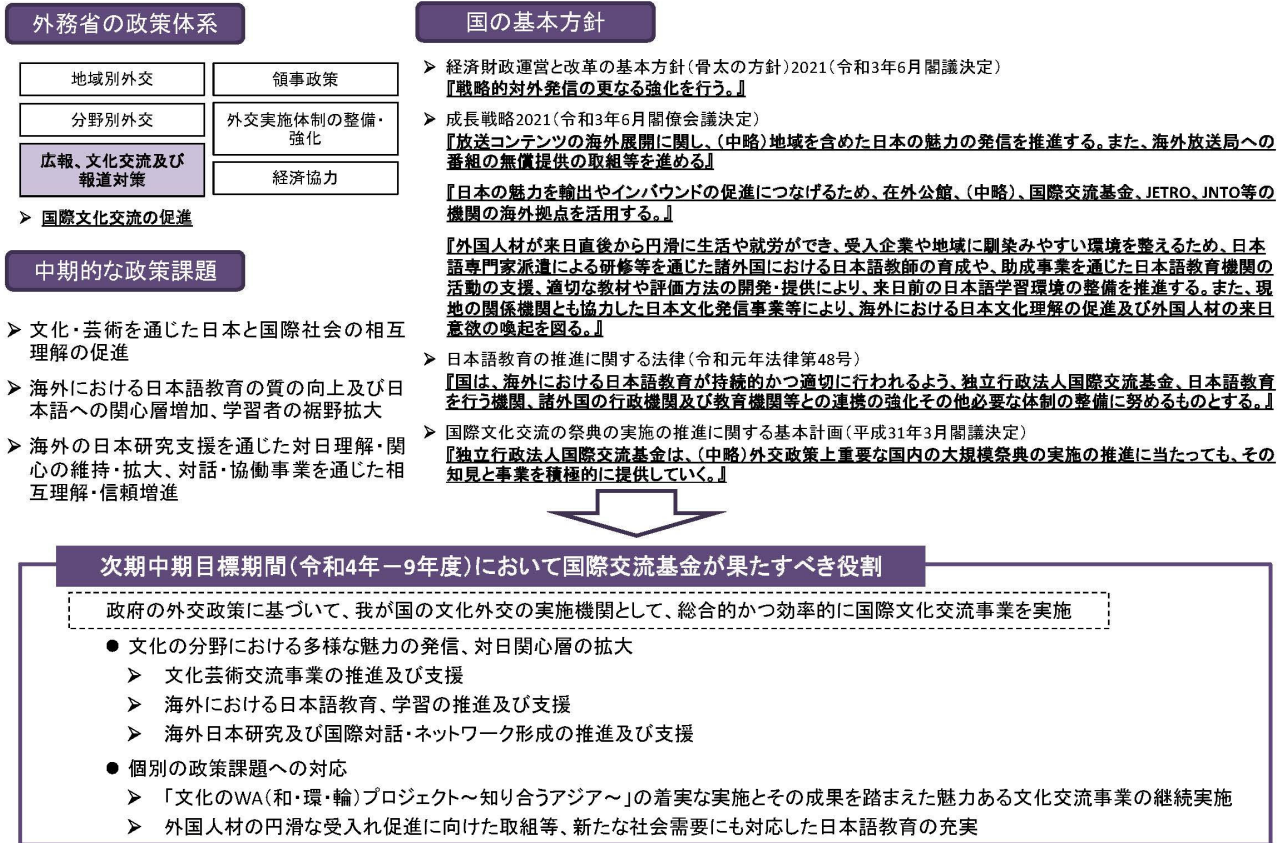 外務省の政策体系
地域別外交
領事政策
分野別外交
外交実施体制の整備・
強化
広報、文化交流及び
報道対策
経済協力
➢ 国際文化交流の促進
中期的な政策課題
➢ 文化・芸術を通じた日本と国際社会の相互
理解の促進
➢ 海外における日本語教育の質の向上及び日
本語への関心層増加、学習者の裾野拡大
➢ 海外の日本研究支援を通じた対日理解・関
心の維持・拡大、対話・協働事業を通じた相
互理解・信頼増進
国の基本方針
➢ 経済財政運営と改革の基本方針(骨太の方針)2021(令和3年6月閣議決定)
『戦略的対外発信の更なる強化を行う。』
➢ 成長戦略2021(令和3年6月閣僚会議決定)
『放送コンテンツの海外展開に関し、(中略)地域を含めた日本の魅力の発信を推進する。また、海外放送局への
番組の無償提供の取組等を進める』
『日本の魅力を輸出やインバウンドの促進につなげるため、在外公館、(中略)、国際交流基金、JETRO、JNTO等の
機関の海外拠点を活用する。』
『外国人材が来日直後から円滑に生活や就労ができ、受入企業や地域に馴染みやすい環境を整えるため、日本
語専門家派遣による研修等を通じた諸外国における日本語教師の育成や、助成事業を通じた日本語教育機関の
活動の支援、適切な教材や評価方法の開発・提供により、来日前の日本語学習環境の整備を推進する。また、現
地の関係機関とも協力した日本文化発信事業等により、海外における日本文化理解の促進及び外国人材の来日
意欲の喚起を図る。』
➢ 日本語教育の推進に関する法律(令和元年法律第48号)
『国は、海外における日本語教育が持続的かつ適切に行われるよう、独立行政法人国際交流基金、日本語教育
を行う機関、諸外国の行政機関及び教育機関等との連携の強化その他必要な体制の整備に努めるものとする。』
➢ 国際文化交流の祭典の実施の推進に関する基本計画(平成31年3月閣議決定)
『独立行政法人国際交流基金は、(中略)外交政策上重要な国内の大規模祭典の実施の推進に当たっても、その
知見と事業を積極的に提供していく。』
次期中期目標期間(令和4年－9年度)において国際交流基金が果たすべき役割
政府の外交政策に基づいて、我が国の文化外交の実施機関として、総合的かつ効率的に国際文化交流事業を実施
● 文化の分野における多様な魅力の発信、対日関心層の拡大
➢ 文化芸術交流事業の推進及び支援
➢ 海外における日本語教育、学習の推進及び支援
➢ 海外日本研究及び国際対話・ネットワーク形成の推進及び支援
● 個別の政策課題への対応
➢ 「文化のWA(和・環・輪)プロジェクト～知り合うアジア～」の着実な実施とその成果を踏まえた魅力ある文化交流事業の継続実施
➢ 外国人材の円滑な受入れ促進に向けた取組等、新たな社会需要にも対応した日本語教育の充実